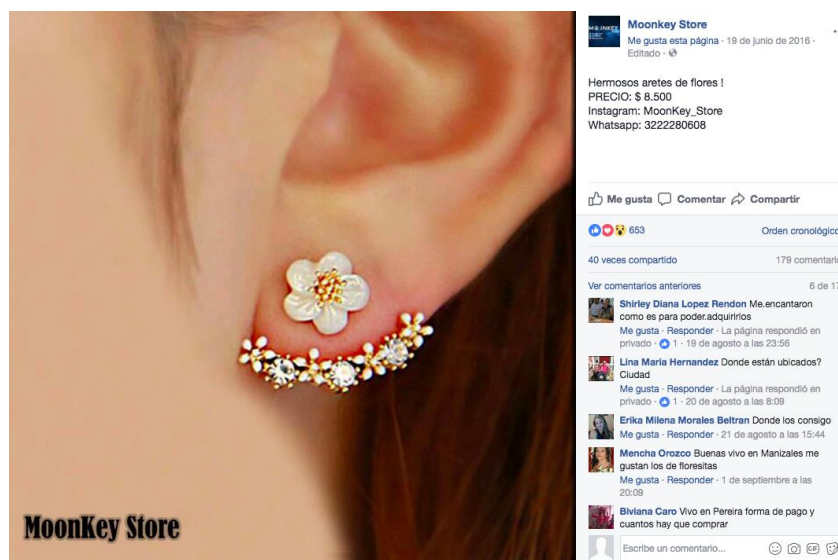 MoonKey Store
Moonkey Store
Me gusta esta página · 19 de junio de 2016 ·
Editado ·
Hermosos aretes de flores !
PRECIO: $ 8.500
Instagram: MoonKey_Store
Whatsapp: 3222280608
Me gusta Comentar Compartir
653 Orden cronológico
40 veces compartido 179 comentario
Ver comentarios anteriores 6 de 17
Shirley Diana Lopez Rendon Me.encantaron
como es para poder.adquirirlos
Me gusta · Responder · La página respondió en
privado · 1 · 19 de agosto a las 23:56
Lina Maria Hernandez Donde están ubicados?
Ciudad
Me gusta · Responder · La página respondió en
privado · 1 · 20 de agosto a las 8:09
Erika Milena Morales Beltran Donde los consigo
Me gusta · Responder · 21 de agosto a las 15:44
Mencha Orozco Buenas vivo en Manizales me
gustan los de floresitas
Me gusta · Responder · 1 de septiembre a las
20:09
Biviana Caro Vivo en Pereira forma de pago y
cuantos hay que comprar
Escribe un comentario...
GIF